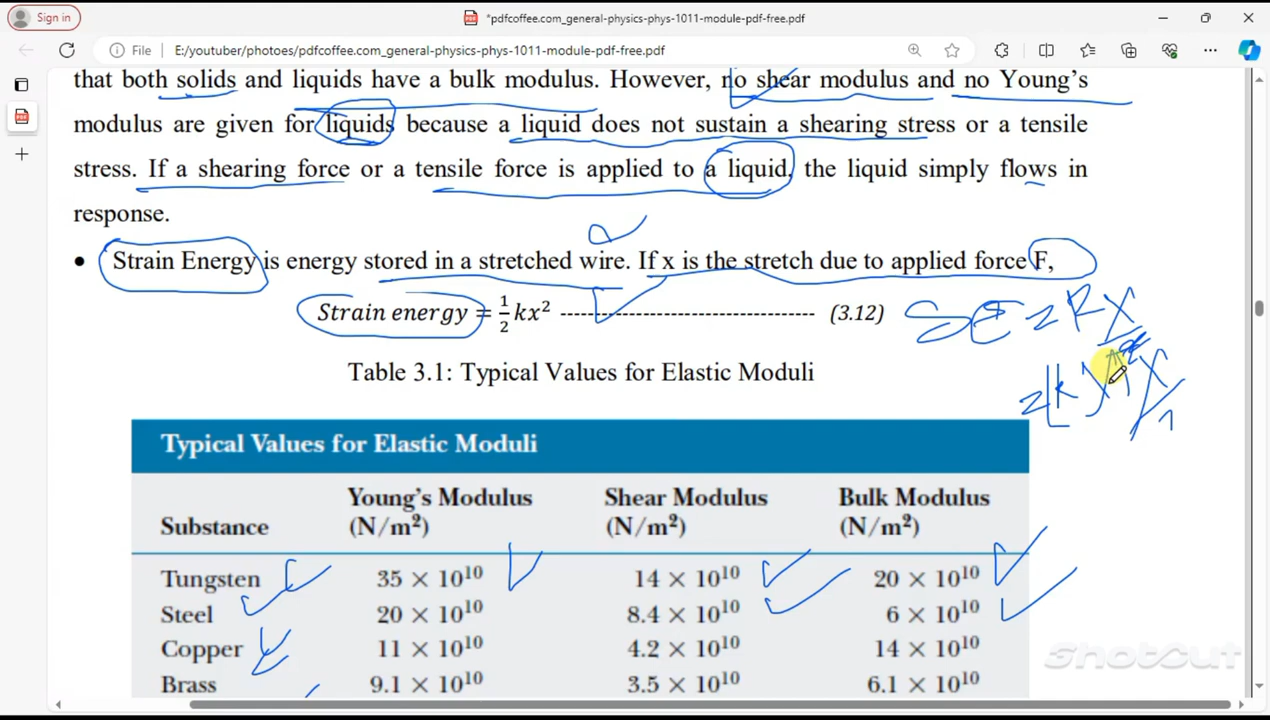 Sign in
*pdfcoffee.com_general-physics-phys-1011-module-pdf-free.pdf
File E:/youtuber/photoes/pdfcoffee.com_general-physics-phys-1011-module-pdf-free.pdf
that both solids and liquids have a bulk modulus. However, no shear modulus and no Young's
modulus are given for liquids because a liquid does not sustain a shearing stress or a tensile
stress. If a shearing force or a tensile force is applied to a liquid, the liquid simply flows in
response.
• Strain Energy is energy stored in a stretched wire. If x is the stretch due to applied force F,
Strain energy = ½kx² ---------------------------------- (3.12)
Table 3.1: Typical Values for Elastic Moduli
Typical Values for Elastic Moduli
Substance Young's Modulus (N/m²) Shear Modulus (N/m²) Bulk Modulus (N/m²)
Tungsten 35 × 10¹⁰ 14 × 10¹⁰ 20 × 10¹⁰
Steel 20 × 10¹⁰ 8.4 × 10¹⁰ 6 × 10¹⁰
Copper 11 × 10¹⁰ 4.2 × 10¹⁰ 14 × 10¹⁰
Brass 9.1 × 10¹⁰ 3.5 × 10¹⁰ 6.1 × 10¹⁰
Shotcut